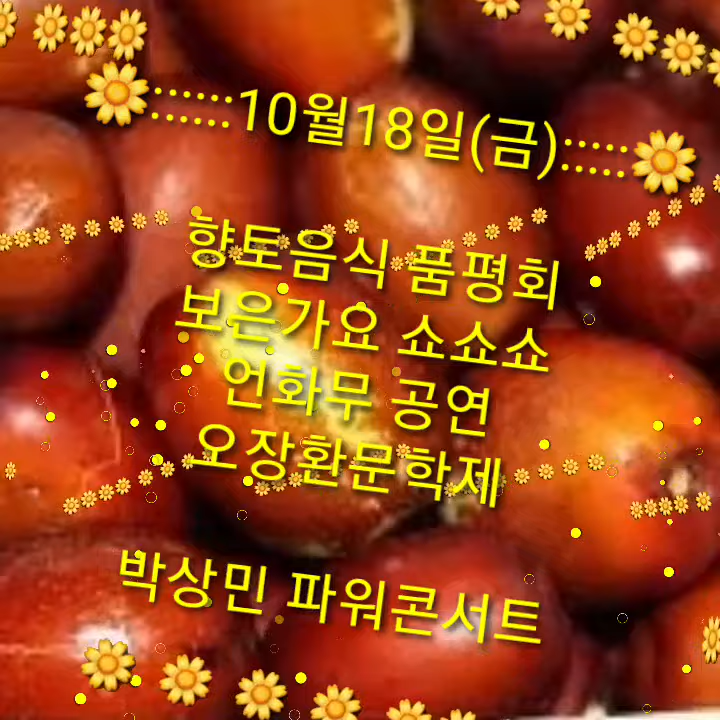 ::::::10월18일(금):::::
향토음식 품평회
보은가요 쇼쇼쇼
언화무 공연
오장환문학제
박상민 파워콘서트